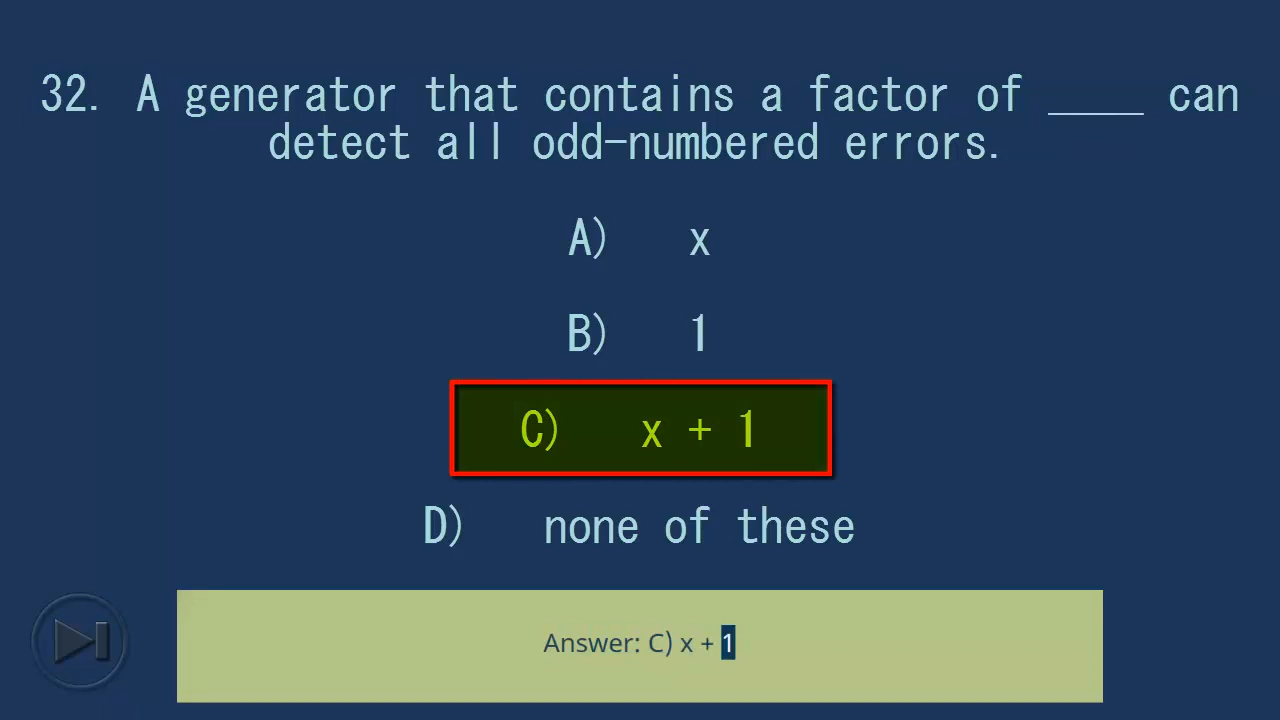 32. A generator that contains a factor of ____ can
detect all odd-numbered errors.
A) x
B) 1
C) x + 1
D) none of these
Answer: C) x + 1